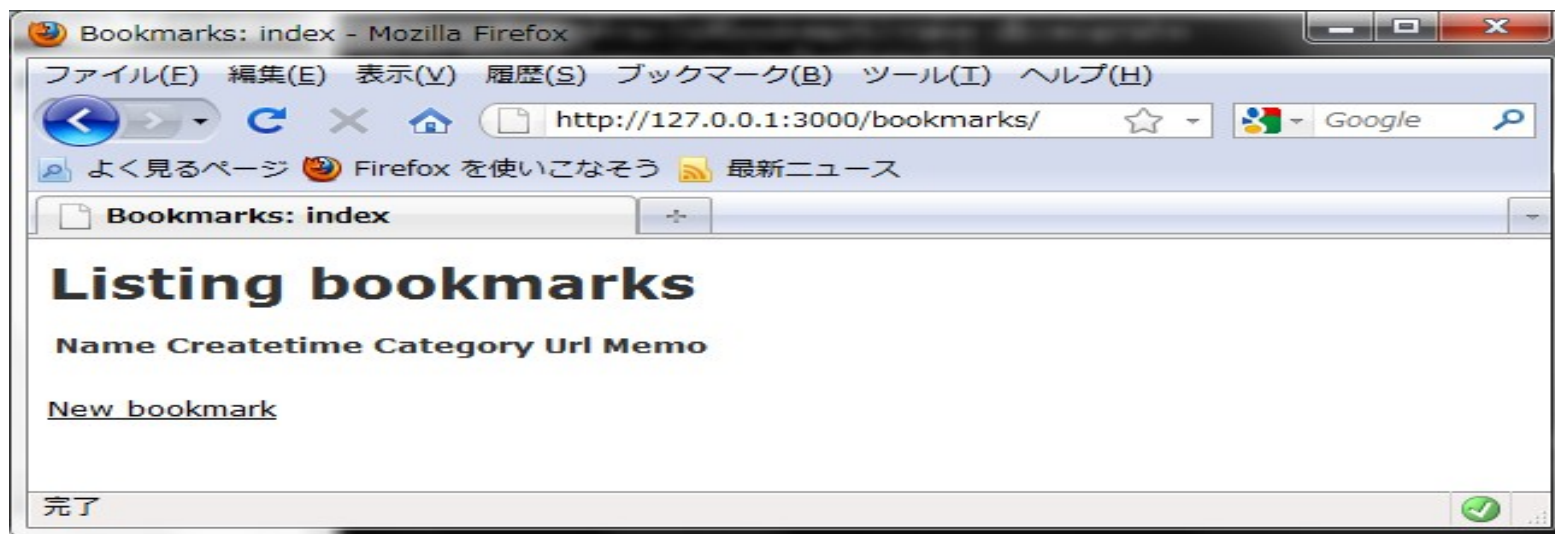 Bookmarks: index - Mozilla Firefox
ファイル(F) 編集(E) 表示(V) 履歴(S) ブックマーク(B) ツール(T) ヘルプ(H)
http://127.0.0.1:3000/bookmarks/ Google
よく見るページ Firefox を使いこなそう 最新ニュース
Bookmarks: index
Listing bookmarks
Name Createtime Category Url Memo
New bookmark
完了